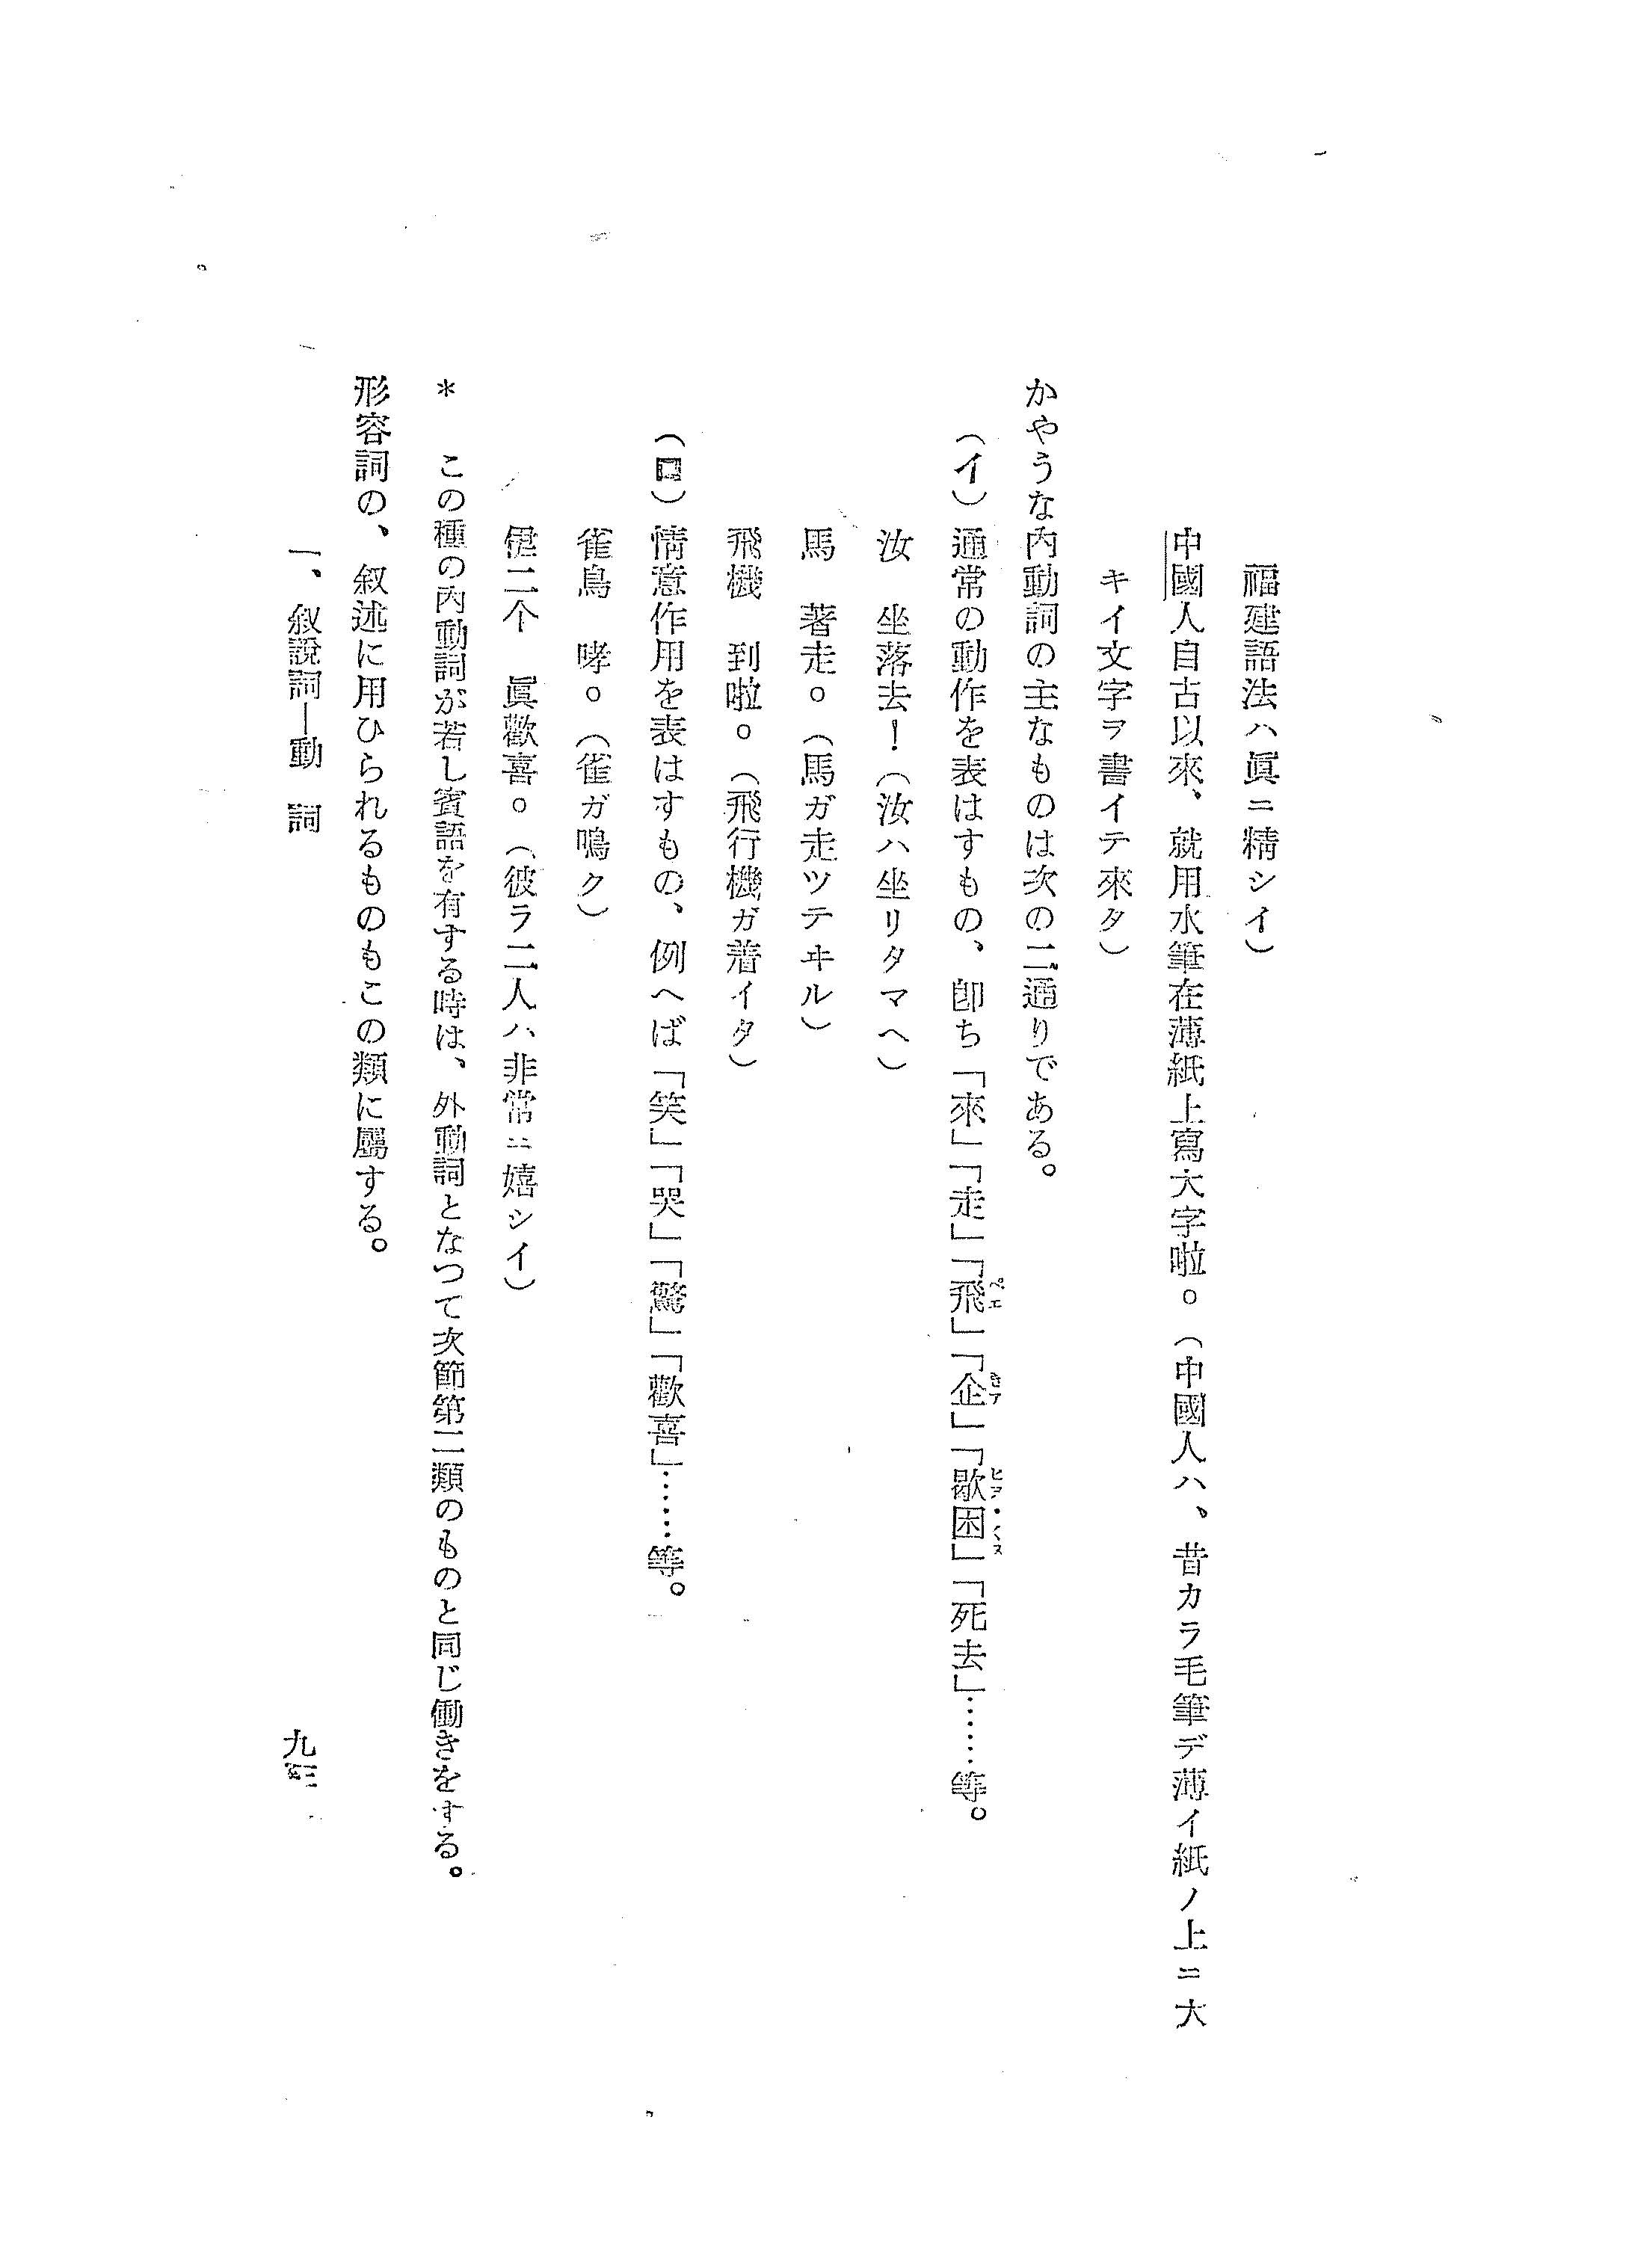 福建語法ハ眞ニ精シイ)
中國人自古以來、就用水筆在薄紙上寫大字啦。(中國人ハ、昔カラ毛筆デ薄イ紙ノ上ニ大
キイ文字ヲ書イテ來タ)
かやうな內動詞の主なものは次の二通りである。
(イ)通常の動作を表はすもの、卽ち「來」「走」「飛」「企」「歇困」「死去」……等。
汝 坐落去!(汝ハ坐リタマヘ)
馬 著走。(馬ガ走ツテヰル)
飛機 到啦。(飛行機ガ着イタ)
(ロ)情意作用を表はすもの、例へば「笑」「哭」「驚」「歡喜」……等。
雀鳥 哮。(雀ガ鳴ク)
二个 眞歡喜。(彼ラ二人ハ非常ニ嬉シイ)
* この種の內動詞が若し賓語を有する時は、外動詞となつて次節第二類のものと同じ働きをする。
形容詞の、叙述に用ひられるものもこの類に屬する。
一、叙說詞―動 詞
九三